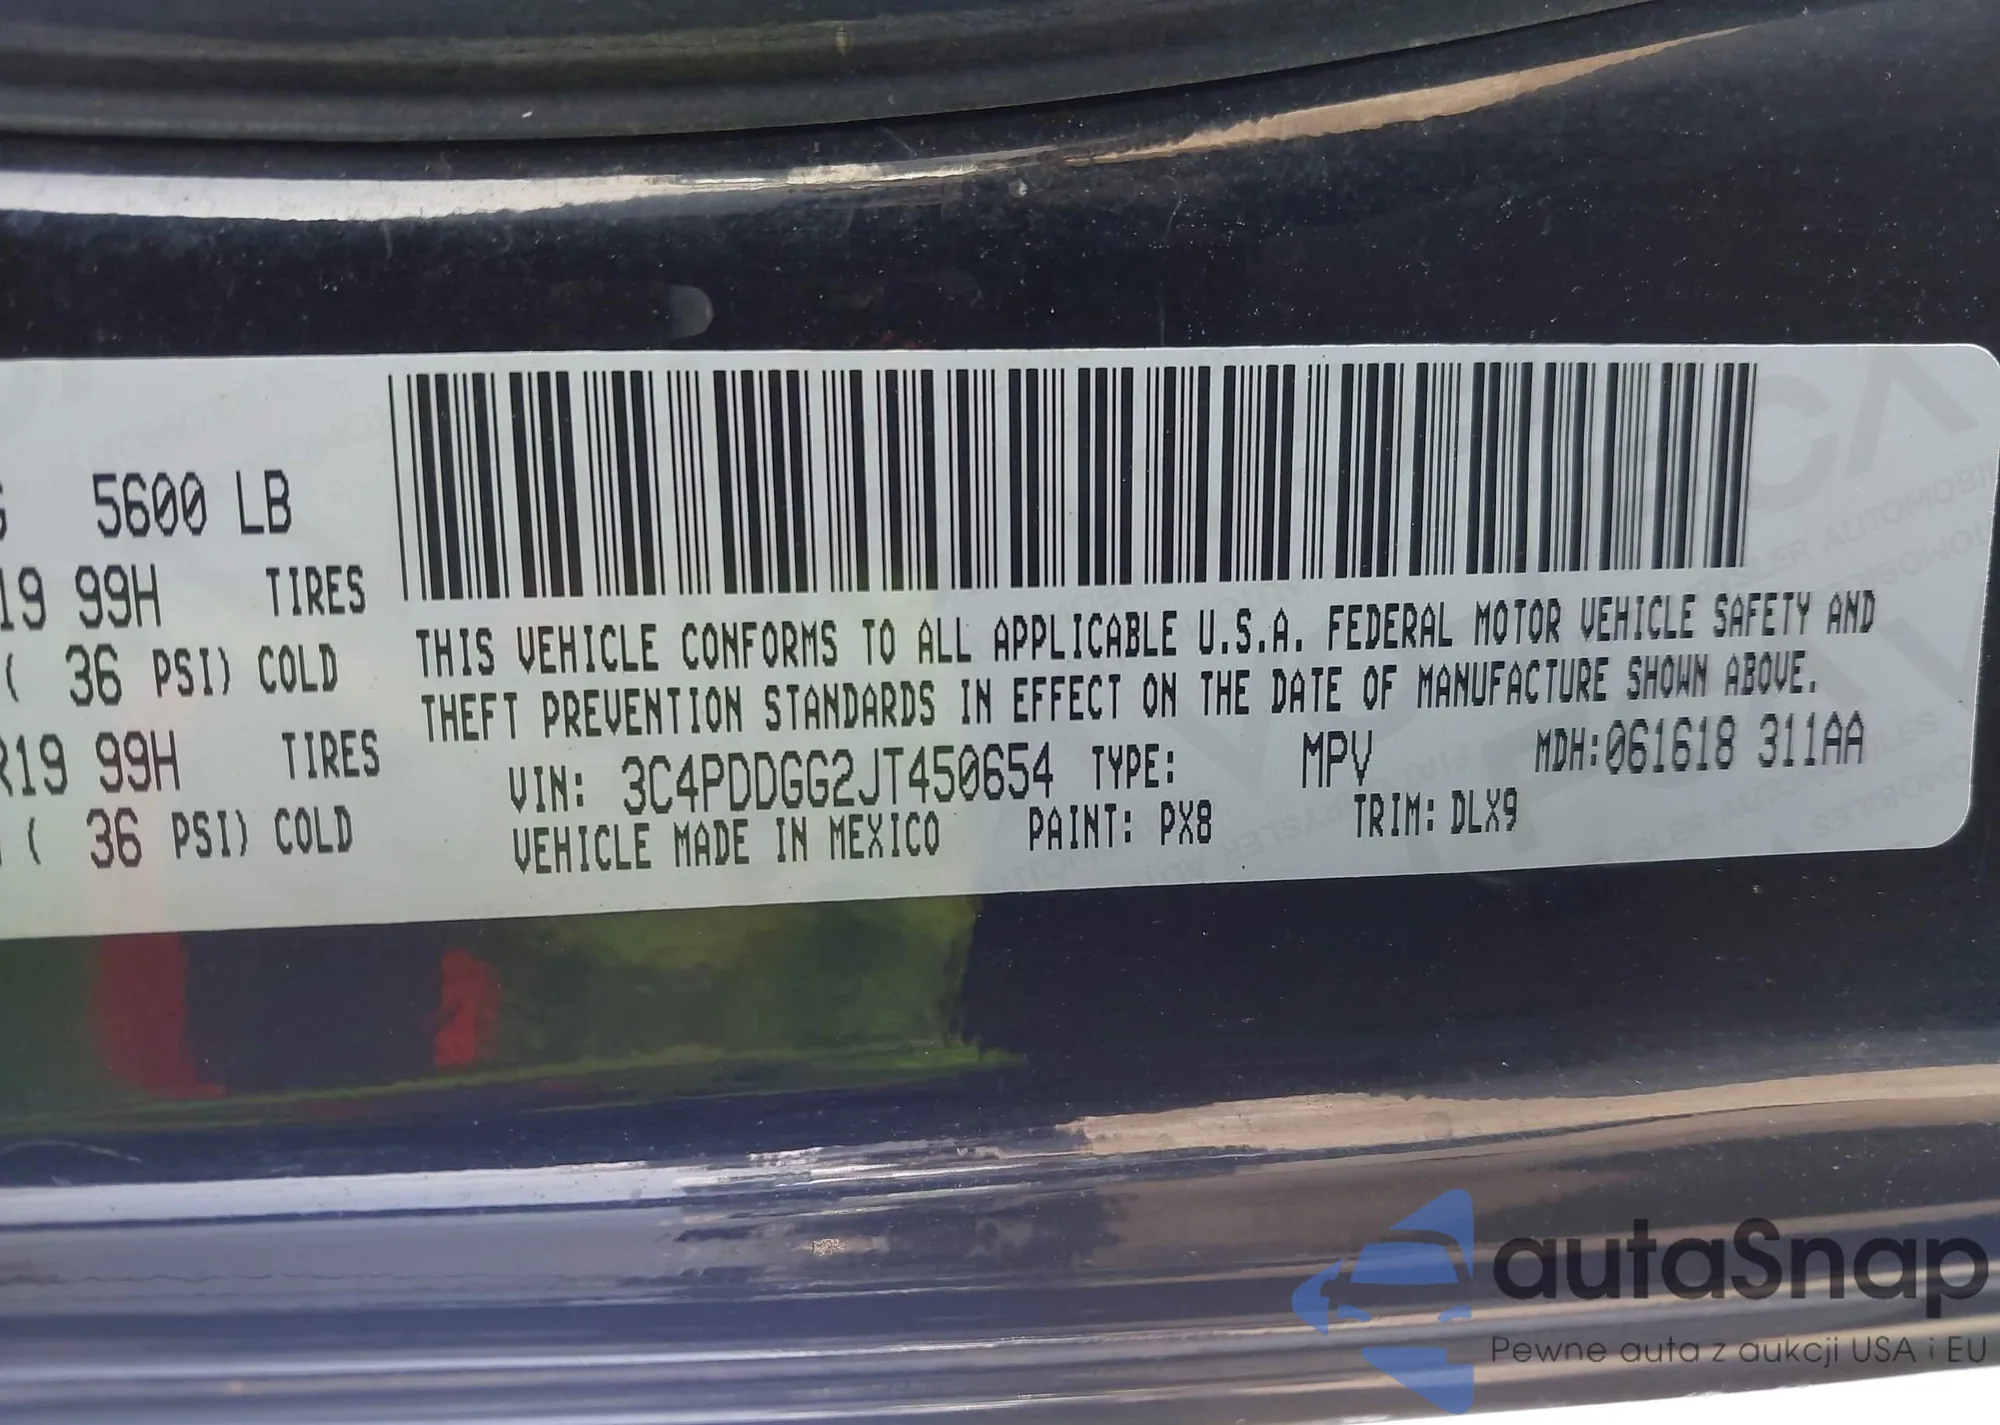 5600 LB
19 99H TIRES
( 36 PSI) COLD
R19 99H TIRES
( 36 PSI) COLD
THIS VEHICLE CONFORMS TO ALL APPLICABLE U.S.A. FEDERAL MOTOR VEHICLE SAFETY AND
THEFT PREVENTION STANDARDS IN EFFECT ON THE DATE OF MANUFACTURE SHOWN ABOVE.
VIN: 3C4PDDGG2JT450654 TYPE: MPV MDH:061618 311AA
VEHICLE MADE IN MEXICO PAINT: PX8 TRIM: DLX9
autaSnap
Pewne auta z aukcji USA i EU